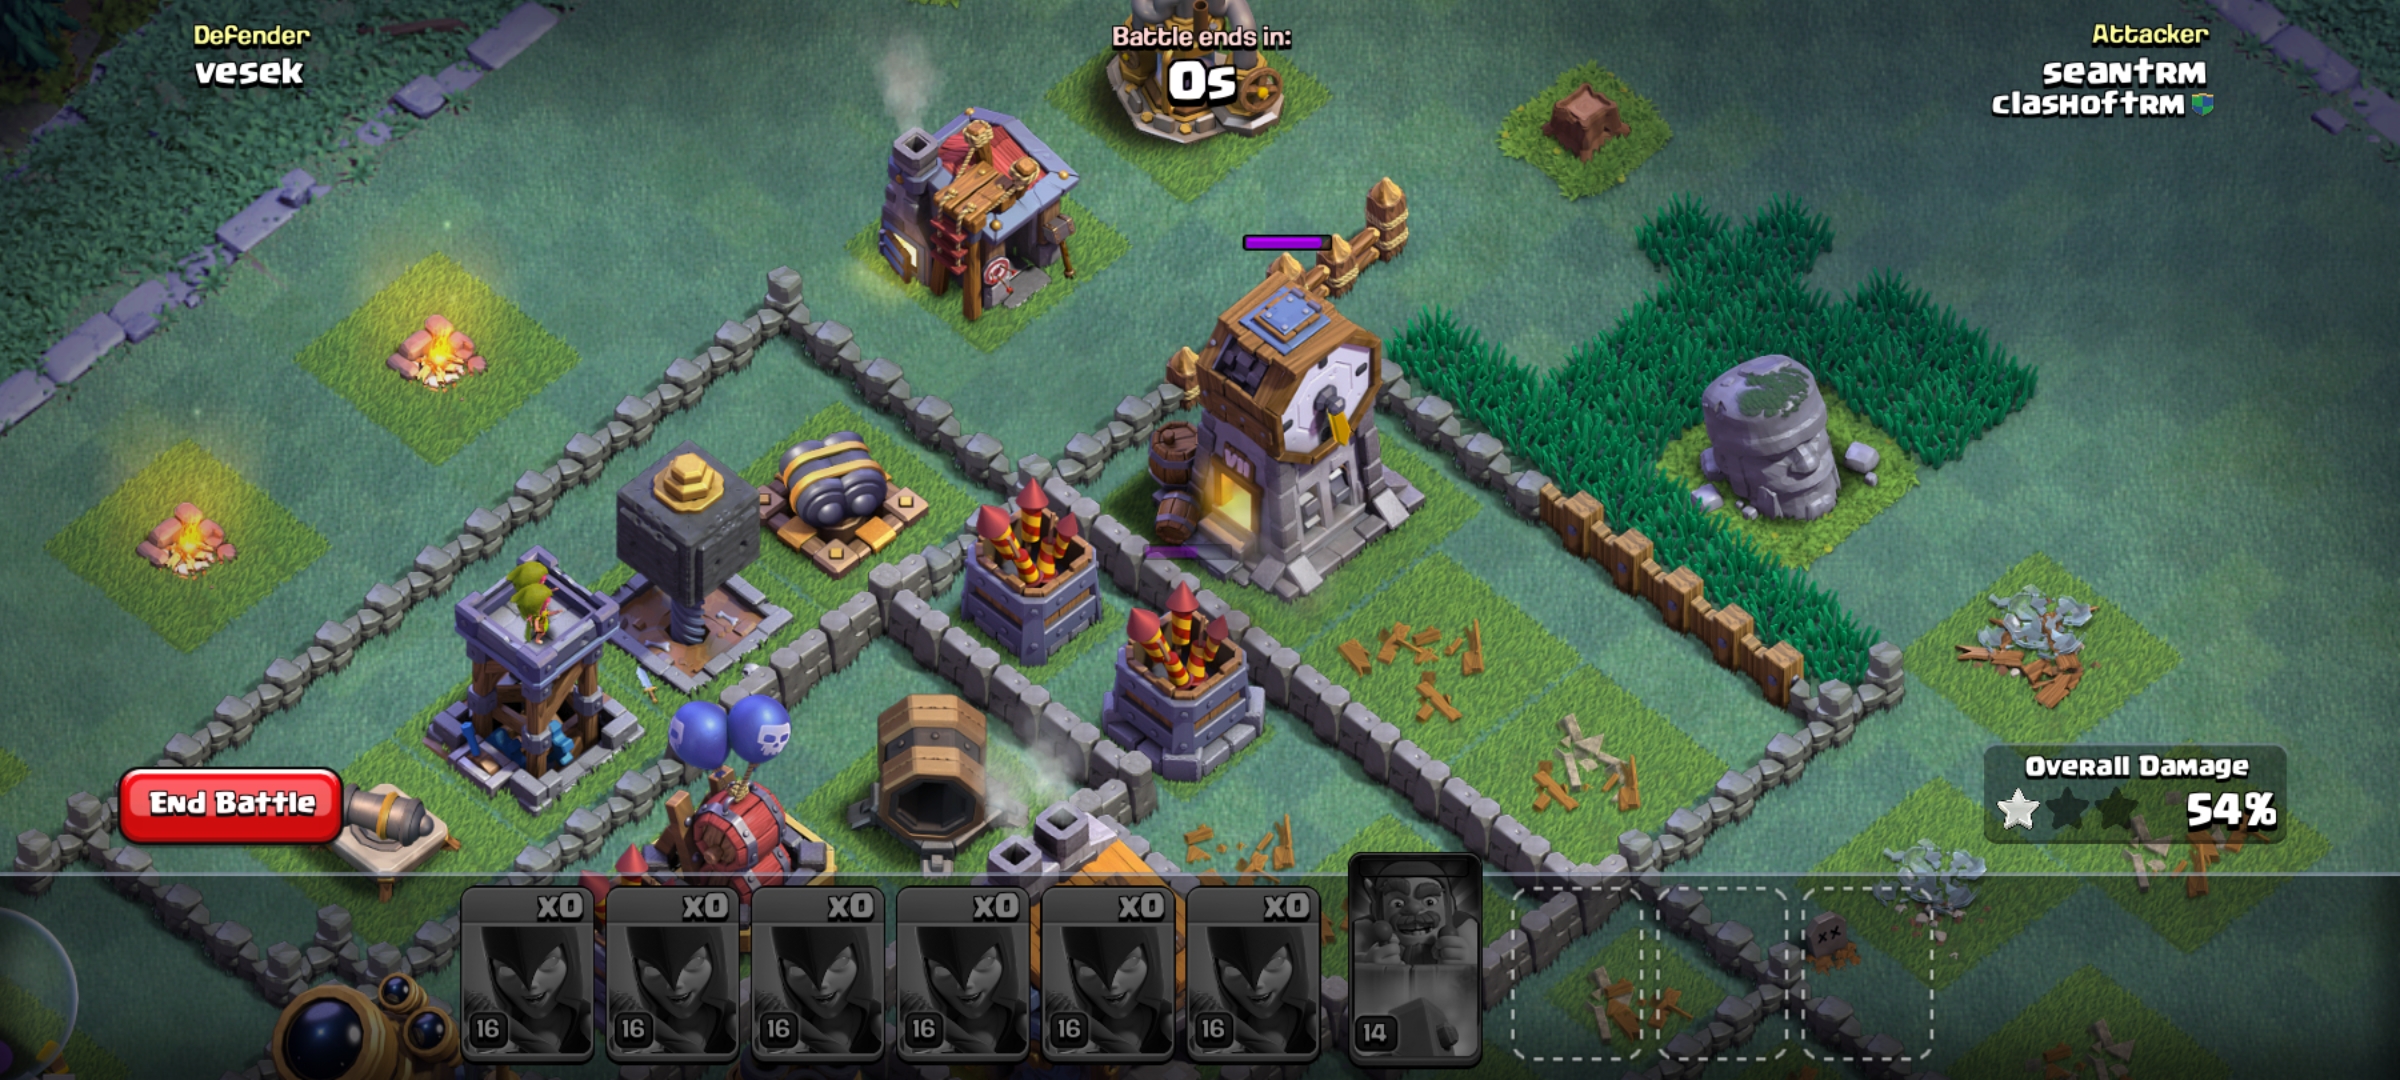 Defender
vesek
Battle ends in:
0s
Attacker
seantRM
clashoftRM
VII
End Battle
Overall Damage
54%
x0
x0
x0
x0
x0
x0
16
16
16
16
16
16
14